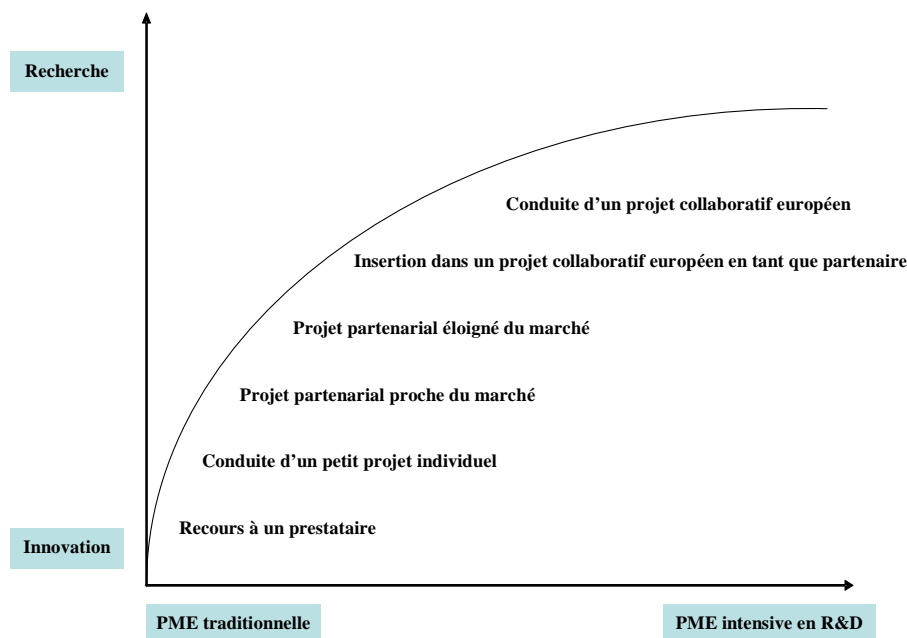 Recherche
Conduite d’un projet collaboratif européen
Insertion dans un projet collaboratif européen en tant que partenaire
Projet partenarial éloigné du marché
Projet partenarial proche du marché
Conduite d’un petit projet individuel
Recours à un prestataire
Innovation
PME traditionnelle
PME intensive en R&D